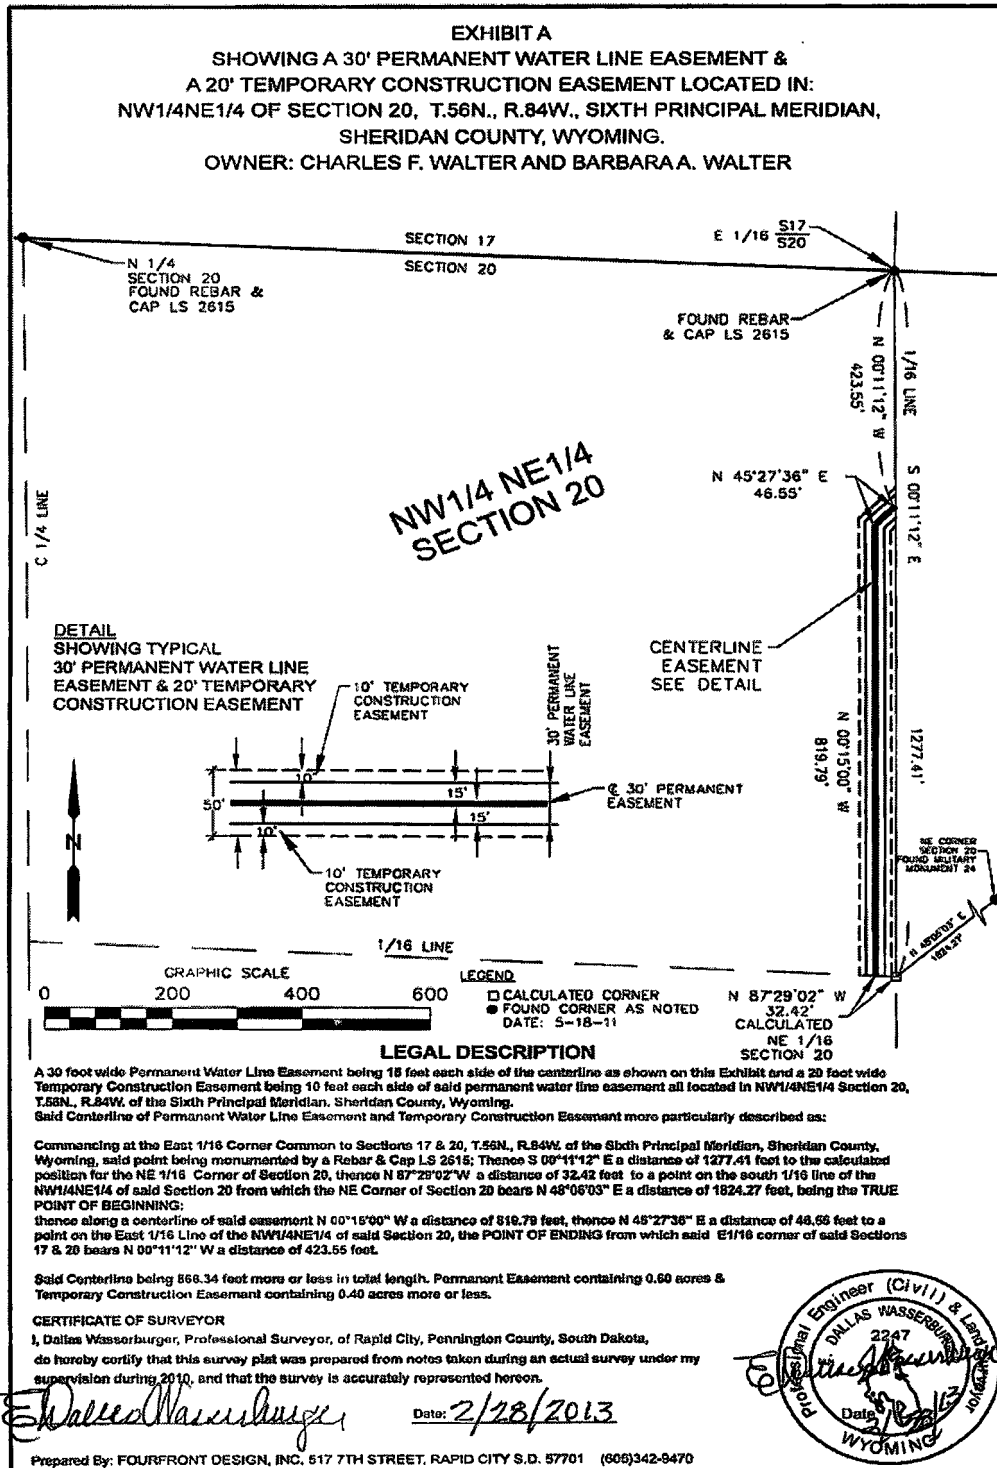 EXHIBIT A
SHOWING A 30' PERMANENT WATER LINE EASEMENT &
A 20' TEMPORARY CONSTRUCTION EASEMENT LOCATED IN:
NW1/4NE1/4 OF SECTION 20, T.56N., R.84W., SIXTH PRINCIPAL MERIDIAN,
SHERIDAN COUNTY, WYOMING.
OWNER: CHARLES F. WALTER AND BARBARA A. WALTER
SECTION 17
SECTION 20
E 1/16 S17
S20
N 1/4
SECTION 20
FOUND REBAR &
CAP LS 2615
FOUND REBAR
& CAP LS 2615
N 00°11'12" W
423.55'
1/16 LINE
S 00°11'12" E
1277.41'
N 45°27'36" E
46.55'
NW1/4 NE1/4
SECTION 20
C 1/4 LINE
CENTERLINE
EASEMENT
SEE DETAIL
N 00°15'00" W
819.79'
DETAIL
SHOWING TYPICAL
30' PERMANENT WATER LINE
EASEMENT & 20' TEMPORARY
CONSTRUCTION EASEMENT
10' TEMPORARY
CONSTRUCTION
EASEMENT
30' PERMANENT
WATER LINE
EASEMENT
10'
15'
50'
15'
10'
℄ 30' PERMANENT
EASEMENT
10' TEMPORARY
CONSTRUCTION
EASEMENT
N
NE CORNER
SECTION 20
FOUND MILITARY
MONUMENT 24
N 48°06'03" E
1824.27'
1/16 LINE
GRAPHIC SCALE
0 200 400 600
LEGEND
CALCULATED CORNER
FOUND CORNER AS NOTED
DATE: 5-18-11
N 87°29'02" W
32.42'
CALCULATED
NE 1/16
SECTION 20
LEGAL DESCRIPTION
A 30 foot wide Permanent Water Line Easement being 15 feet each side of the centerline as shown on this Exhibit and a 20 foot wide
Temporary Construction Easement being 10 feet each side of said permanent water line easement all located in NW1/4NE1/4 Section 20,
T.56N., R.84W. of the Sixth Principal Meridian. Sheridan County, Wyoming.
Said Centerline of Permanent Water Line Easement and Temporary Construction Easement more particularly described as:
Commencing at the East 1/16 Corner Common to Sections 17 & 20, T.56N., R.84W. of the Sixth Principal Meridian, Sheridan County,
Wyoming, said point being monumented by a Rebar & Cap LS 2615; Thence S 00°11'12" E a distance of 1277.41 feet to the calculated
position for the NE 1/16 Corner of Section 20, thence N 87°29'02"W a distance of 32.42 feet to a point on the south 1/16 line of the
NW1/4NE1/4 of said Section 20 from which the NE Corner of Section 20 bears N 48°06'03" E a distance of 1824.27 feet, being the TRUE
POINT OF BEGINNING:
thence along a centerline of said easement N 00°15'00" W a distance of 819.79 feet, thence N 45°27'36" E a distance of 46.55 feet to a
point on the East 1/16 Line of the NW1/4NE1/4 of said Section 20, the POINT OF ENDING from which said E1/16 corner of said Sections
17 & 20 bears N 00°11'12" W a distance of 423.55 foot.
Said Centerline being 866.34 foot more or less in total length. Permanent Easement containing 0.60 acres &
Temporary Construction Easement containing 0.40 acres more or less.
CERTIFICATE OF SURVEYOR
I, Dallas Wasserburger, Professional Surveyor, of Rapid City, Pennington County, South Dakota,
do hereby certify that this survey plat was prepared from notes taken during an actual survey under my
supervision during 2010, and that the survey is accurately represented hereon.
E Dallas Wasserburger
Date: 2/28/2013
Professional Engineer (Civil) & Land Surveyor
DALLAS WASSERBURGER
2247
Date 2/28/13
WYOMING
Prepared By: FOURFRONT DESIGN, INC. 517 7TH STREET, RAPID CITY S.D. 57701 (605)342-9470